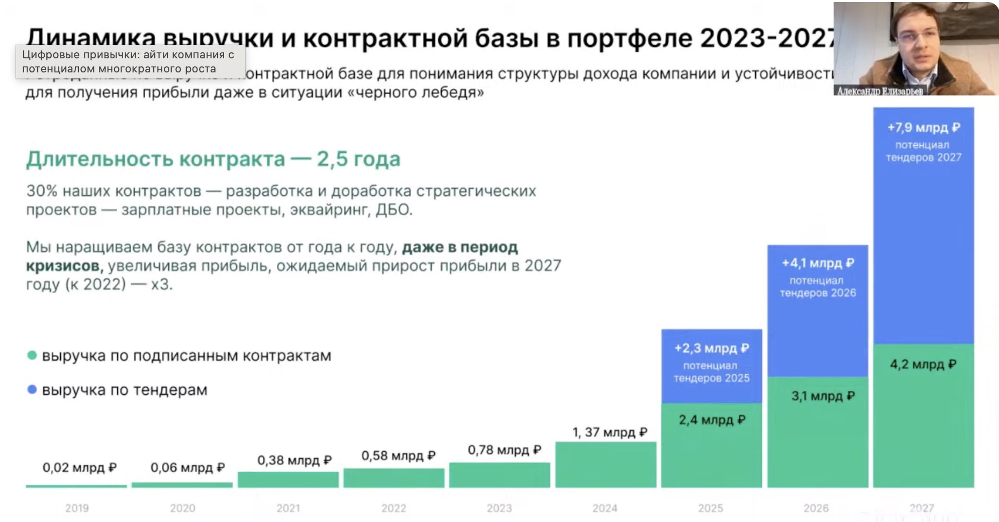 Динамика выручки и контрактной базы в портфеле 2023-2027
Цифровые привычки: айти компания с
потенциалом многократного роста
контрактной базе для понимания структуры дохода компании и устойчивости
для получения прибыли даже в ситуации «черного лебедя»
Александр Елизарьев
+7,9 млрд ₽
потенциал
тендеров 2027
Длительность контракта — 2,5 года
30% наших контрактов — разработка и доработка стратегических
проектов — зарплатные проекты, эквайринг, ДБО.
Мы наращиваем базу контрактов от года к году, даже в период
кризисов, увеличивая прибыль, ожидаемый прирост прибыли в 2027
году (к 2022) — х3.
+4,1 млрд ₽
потенциал
тендеров 2026
+2,3 млрд ₽
потенциал
тендеров 2025
выручка по подписанным контрактам
выручка по тендерам
0,02 млрд ₽
0,06 млрд ₽
0,38 млрд ₽
0,58 млрд ₽
0,78 млрд ₽
1, 37 млрд ₽
2,4 млрд ₽
3,1 млрд ₽
4,2 млрд ₽
2019 2020 2021 2022 2023 2024 2025 2026 2027